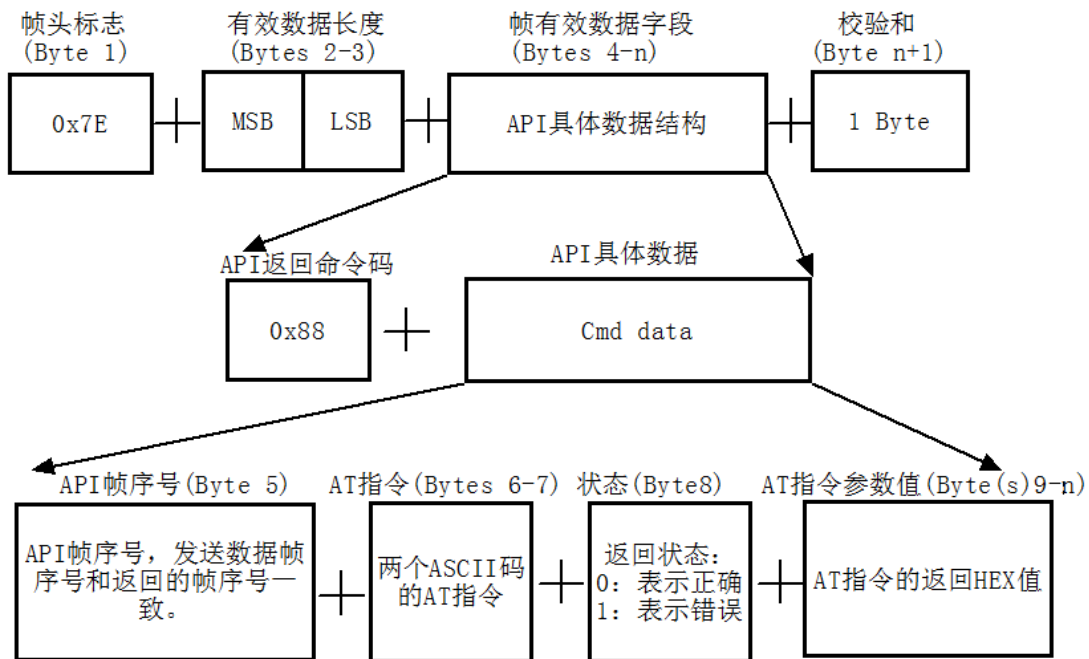 帧头标志
(Byte 1)
有效数据长度
(Bytes 2-3)
帧有效数据字段
(Bytes 4-n)
校验和
(Byte n+1)
0x7E
MSB
LSB
API具体数据结构
1 Byte
API返回命令码
API具体数据
0x88
Cmd data
API帧序号(Byte 5)
AT指令(Bytes 6-7)
状态(Byte8)
AT指令参数值(Byte(s)9-n)
API帧序号，发送数据帧
序号和返回的帧序号一
致。
两个ASCII码
的AT指令
返回状态：
0：表示正确
1：表示错误
AT指令的返回HEX值